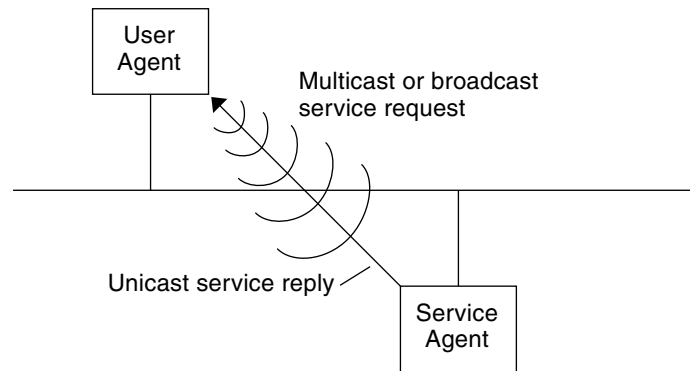 User
Agent
Multicast or broadcast
service request
Unicast service reply
Service
Agent